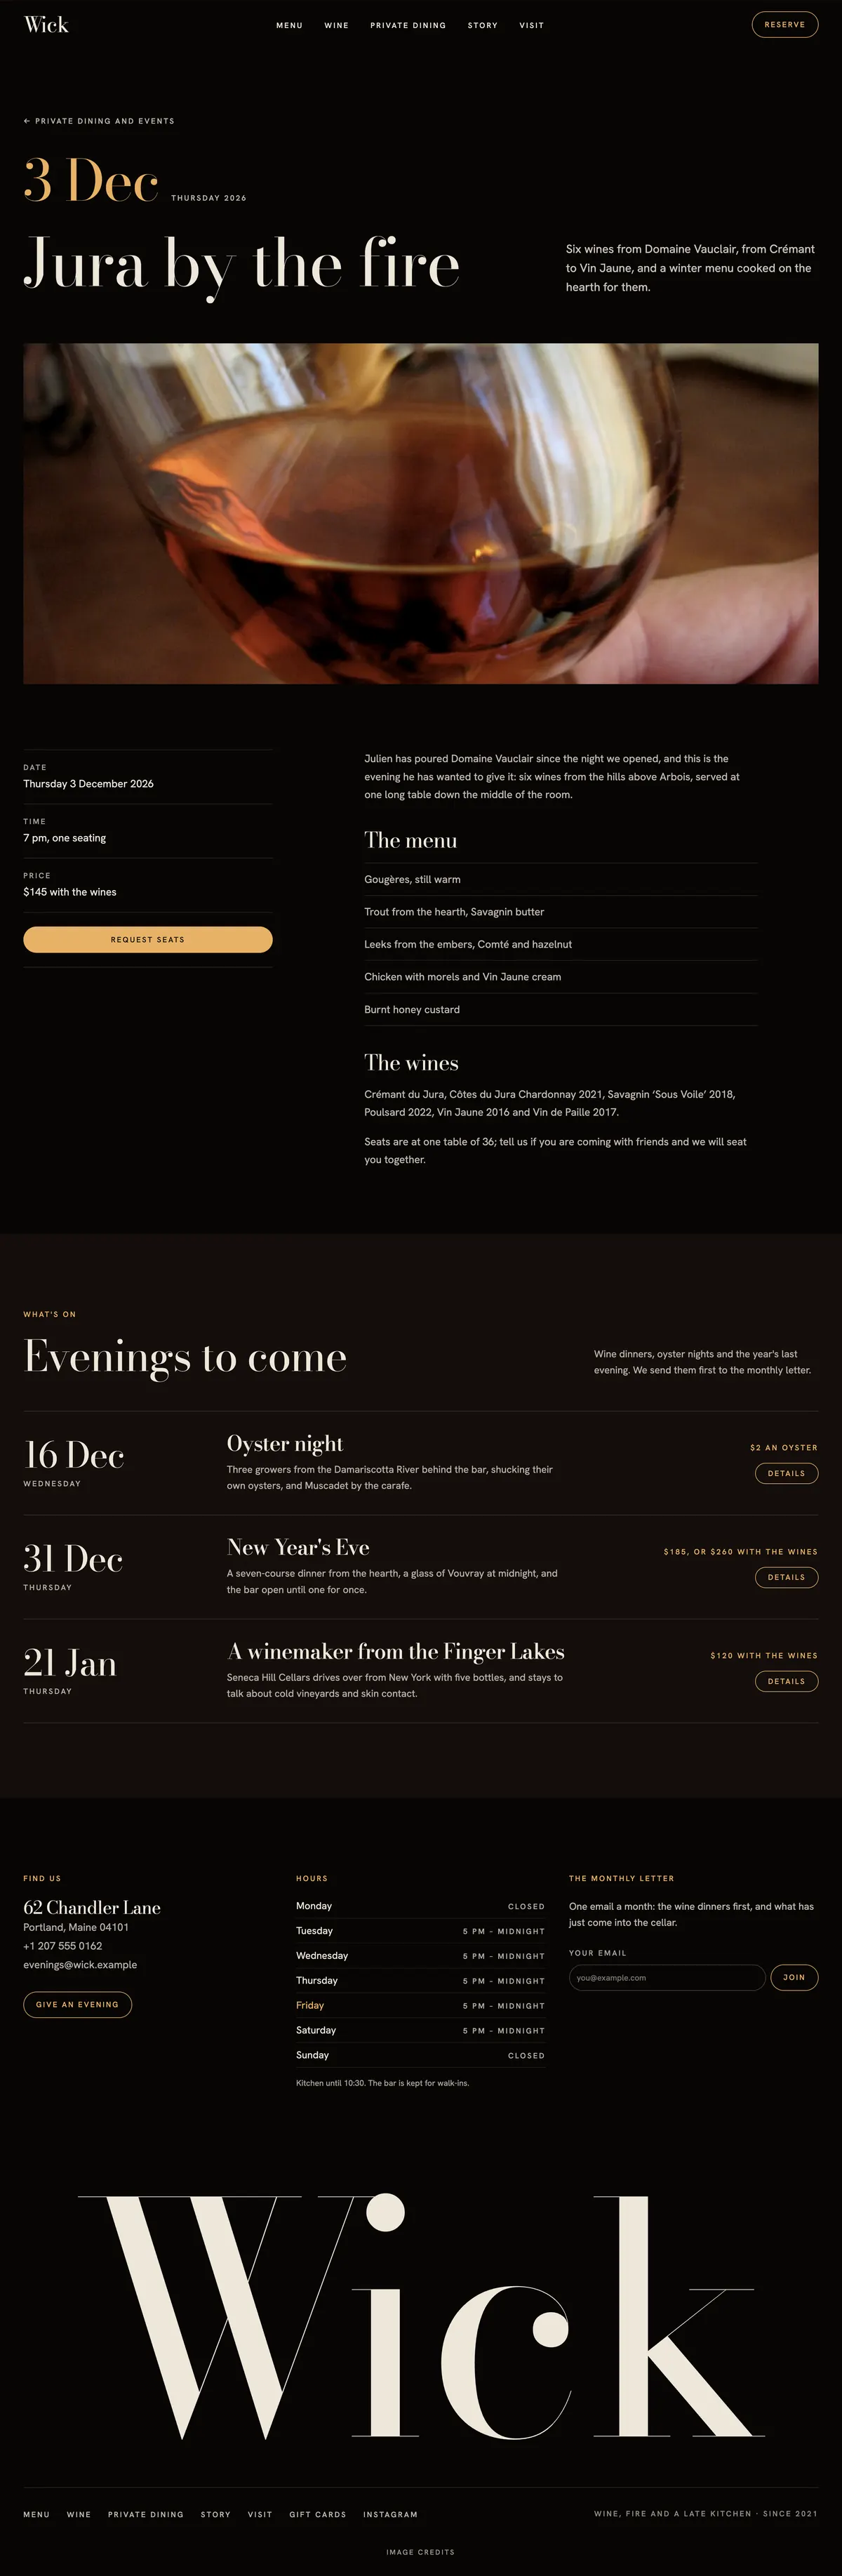 Wick
MENU WINE PRIVATE DINING STORY VISIT
RESERVE
← PRIVATE DINING AND EVENTS
3 Dec THURSDAY 2026
Jura by the fire
Six wines from Domaine Vauclair, from Crémant
to Vin Jaune, and a winter menu cooked on the
hearth for them.
DATE
Thursday 3 December 2026
TIME
7 pm, one seating
PRICE
$145 with the wines
REQUEST SEATS
Julien has poured Domaine Vauclair since the night we opened, and this is the
evening he has wanted to give it: six wines from the hills above Arbois, served at
one long table down the middle of the room.
The menu
Gougères, still warm
Trout from the hearth, Savagnin butter
Leeks from the embers, Comté and hazelnut
Chicken with morels and Vin Jaune cream
Burnt honey custard
The wines
Crémant du Jura, Côtes du Jura Chardonnay 2021, Savagnin ‘Sous Voile’ 2018,
Poulsard 2022, Vin Jaune 2016 and Vin de Paille 2017.
Seats are at one table of 36; tell us if you are coming with friends and we will seat
you together.
WHAT'S ON
Evenings to come
Wine dinners, oyster nights and the year's last
evening. We send them first to the monthly letter.
16 Dec
WEDNESDAY
Oyster night
Three growers from the Damariscotta River behind the bar, shucking their
own oysters, and Muscadet by the carafe.
$2 AN OYSTER
DETAILS
31 Dec
THURSDAY
New Year's Eve
A seven-course dinner from the hearth, a glass of Vouvray at midnight, and
the bar open until one for once.
$185, OR $260 WITH THE WINES
DETAILS
21 Jan
THURSDAY
A winemaker from the Finger Lakes
Seneca Hill Cellars drives over from New York with five bottles, and stays to
talk about cold vineyards and skin contact.
$120 WITH THE WINES
DETAILS
FIND US
62 Chandler Lane
Portland, Maine 04101
+1 207 555 0162
evenings@wick.example
GIVE AN EVENING
HOURS
Monday CLOSED
Tuesday 5 PM – MIDNIGHT
Wednesday 5 PM – MIDNIGHT
Thursday 5 PM – MIDNIGHT
Friday 5 PM – MIDNIGHT
Saturday 5 PM – MIDNIGHT
Sunday CLOSED
Kitchen until 10:30. The bar is kept for walk-ins.
THE MONTHLY LETTER
One email a month: the wine dinners first, and what has
just come into the cellar.
YOUR EMAIL
you@example.com
JOIN
Wick
MENU WINE PRIVATE DINING STORY VISIT GIFT CARDS INSTAGRAM
WINE, FIRE AND A LATE KITCHEN · SINCE 2021
IMAGE CREDITS